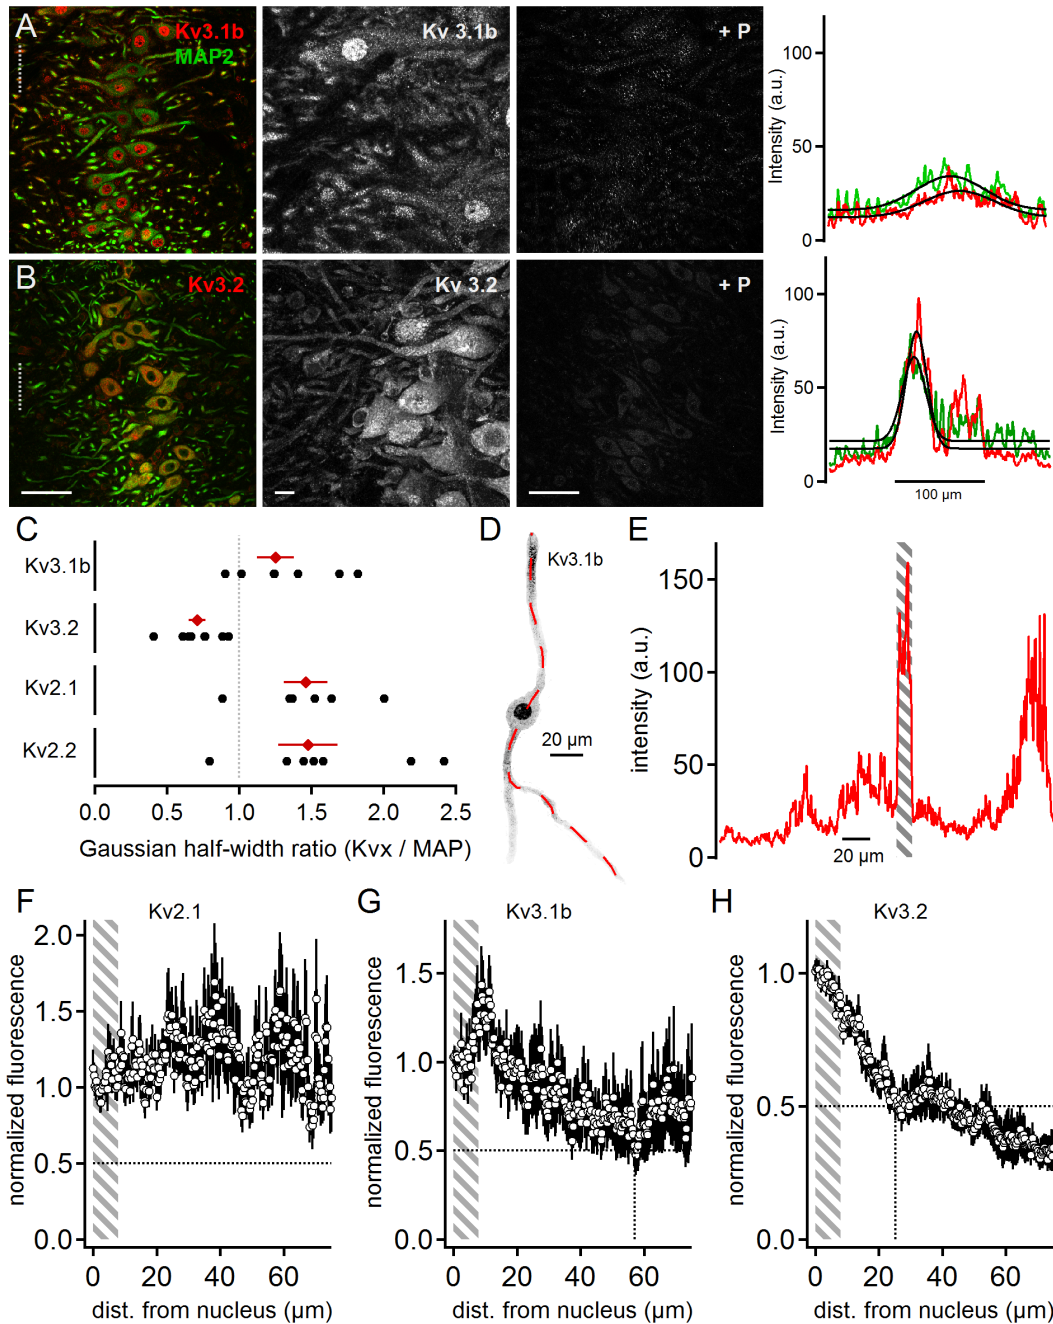 A
Kv3.1b
MAP2
Kv 3.1b
+ P
Intensity (a.u.)
100
50
0
B
Kv3.2
Kv 3.2
+ P
Intensity (a.u.)
100
50
0
100 µm
C
Kv3.1b
Kv3.2
Kv2.1
Kv2.2
0.0 0.5 1.0 1.5 2.0 2.5
Gaussian half-width ratio (Kvx / MAP)
D
Kv3.1b
20 µm
E
intensity (a.u.)
150
100
50
0
20 µm
F
Kv2.1
normalized fluorescence
2.0
1.5
1.0
0.5
0.0
0 20 40 60
dist. from nucleus (µm)
G
Kv3.1b
normalized fluorescence
1.5
1.0
0.5
0.0
0 20 40 60
dist. from nucleus (µm)
H
Kv3.2
normalized fluorescence
1.0
0.5
0.0
0 20 40 60
dist. from nucleus (µm)